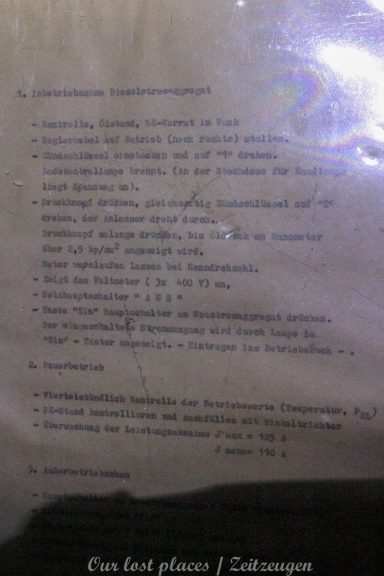 1. Inbetriebnahme Dieselstromaggregat
- Kontrolle, Ölstand, DK-Vorrat im Tank
- Reglerhebel auf Betrieb (nach rechts) stellen.
- Zündschlüssel einstecken und auf "1" drehen.
Ladekontrollampe brennt. (An der Steckdose für
liegt Spannung an).
- Druckknopf drücken, gleichzeitig Zündschlüssel auf "2"
drehen, der Anlasser dreht durch.
Druckknopf solange drücken, bis Öldruck am Manometer
über 2,5 kp/cm² angezeigt wird.
Motor warmlaufen lassen bei Nenndrehzahl.
- Zeigt das Voltmeter ( 3x 400 V) an,
- Netzhauptschalter " A U S "
- Taste "Ein" Hauptschalter am Notstromaggregat drücken.
Der eingeschaltete wird durch Lampe im
"Ein" - Taster angezeigt. - Eintragen ins Betriebsbuch - .
2. Dauerbetrieb
- Viertelstündlich Kontrolle der Betriebswerte (Temperatur, P
- DK-Stand kontrollieren und nachfüllen mit Winkeltrichter
- Überwachung der Leistungsabnahme J max = 125 A
J nenn= 110 A
3. Außerbetriebnahme
Our lost places | Zeitzeugen